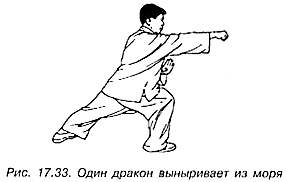 Рис. 17.33. Один дракон выныривает из моря